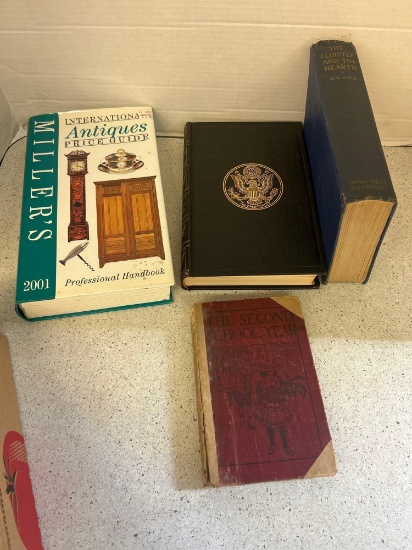 MILLER'S
2001
INTERNATIONAL
Antiques
PRICE GUIDE
Professional Handbook
THE
CLOISTER
AND THE
HEARTH
THE SECOND
SCHOOL YEAR